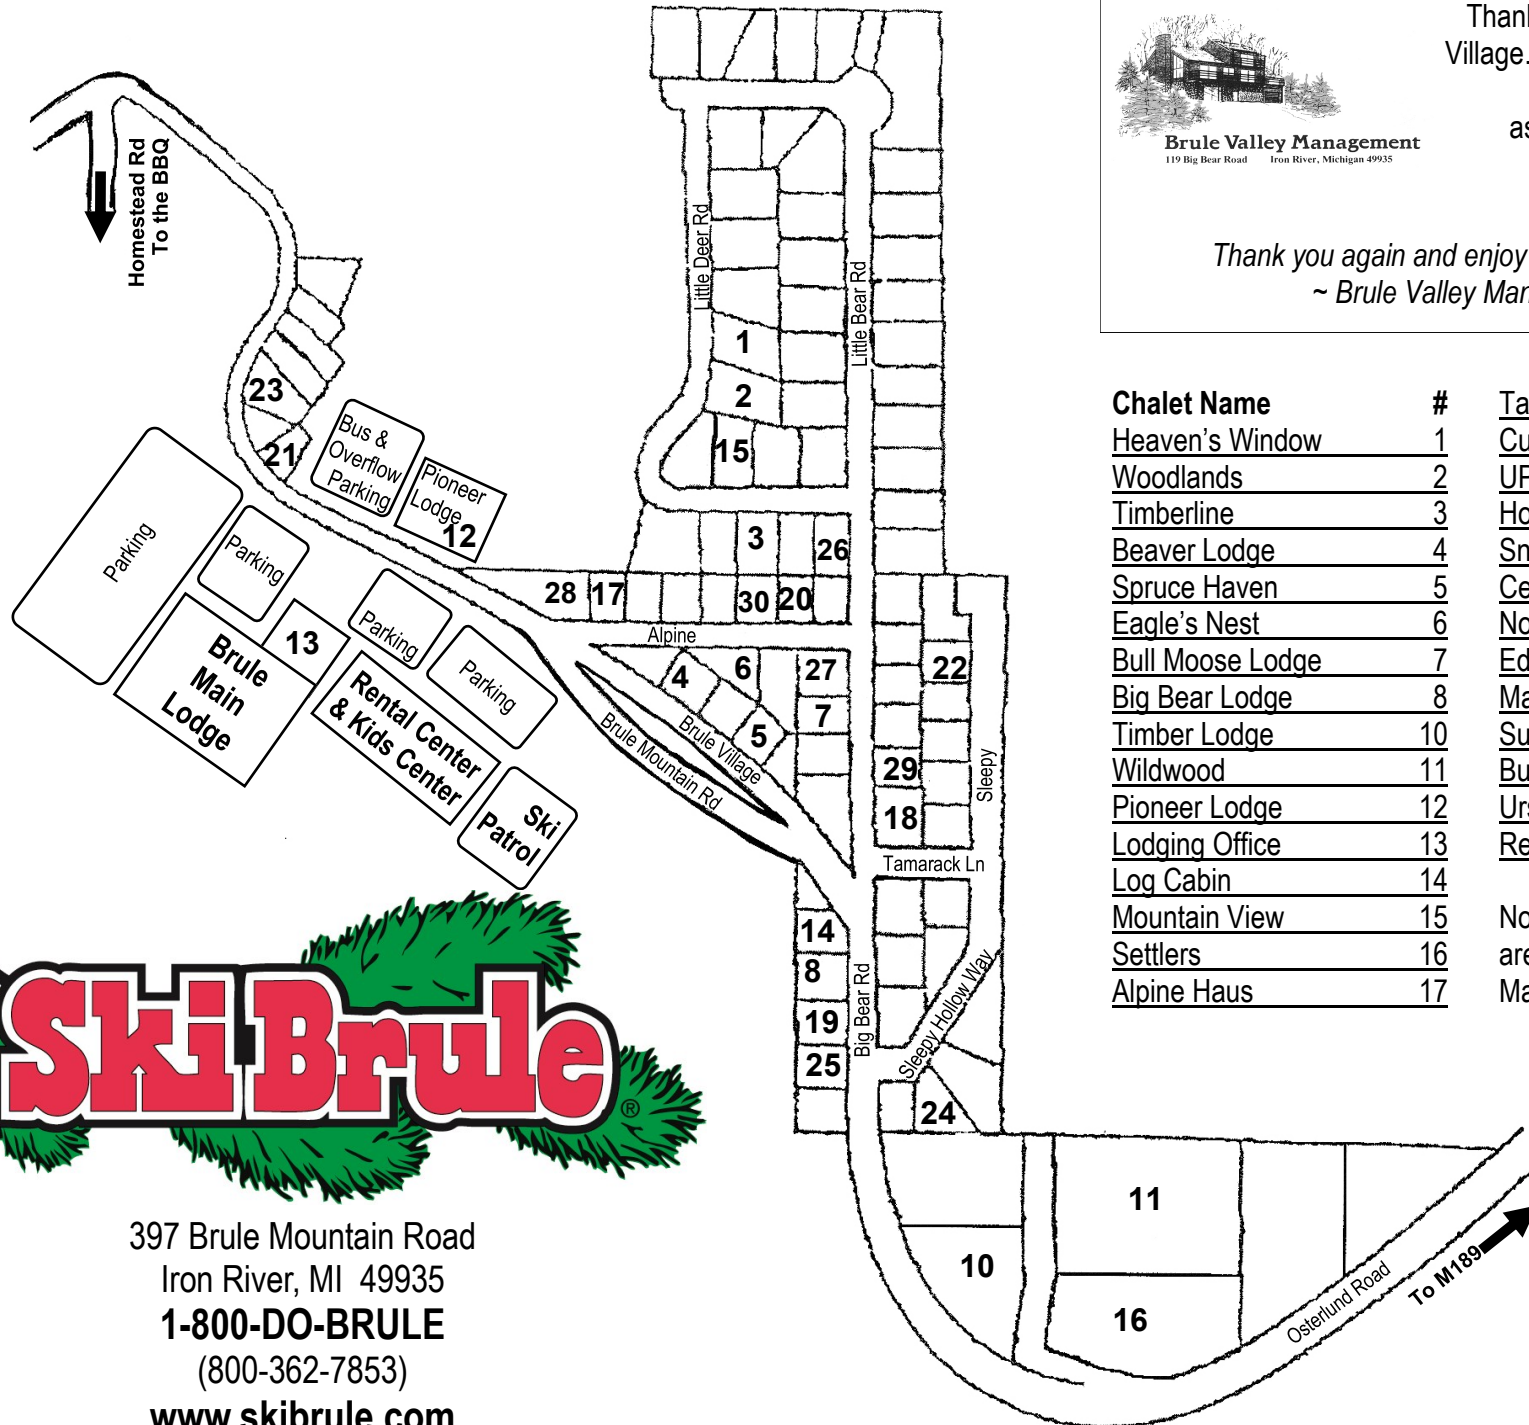 Homestead Rd
To the BBQ
Little Deer Rd
Little Bear Rd
1
2
15
23
21
Bus &
Overflow
Parking
Pioneer
Lodge
12
3
26
28
17
30
20
Alpine
Parking
Parking
Parking
Parking
13
Brule
Main
Lodge
Rental Center
& Kids Center
Ski
Patrol
4
6
5
27
7
22
29
18
Brule Village
Brule Mountain Rd
Sleepy
Tamarack Ln
14
8
19
25
Big Bear Rd
Sleepy Hollow Way
24
11
10
16
Osterlund Road
To M189
Ski Brule
®
397 Brule Mountain Road
Iron River, MI 49935
1-800-DO-BRULE
(800-362-7853)
www.skibrule.com
Village.
Brule Valley Management
119 Big Bear Road Iron River, Michigan 49935
Thank you again and enjoy
~ Brule Valley
Chalet Name #
Heaven's Window 1
Woodlands 2
Timberline 3
Beaver Lodge 4
Spruce Haven 5
Eagle's Nest 6
Bull Moose Lodge 7
Big Bear Lodge 8
Timber Lodge 10
Wildwood 11
Pioneer Lodge 12
Lodging Office 13
Log Cabin 14
Mountain View 15
Settlers 16
Alpine Haus 17